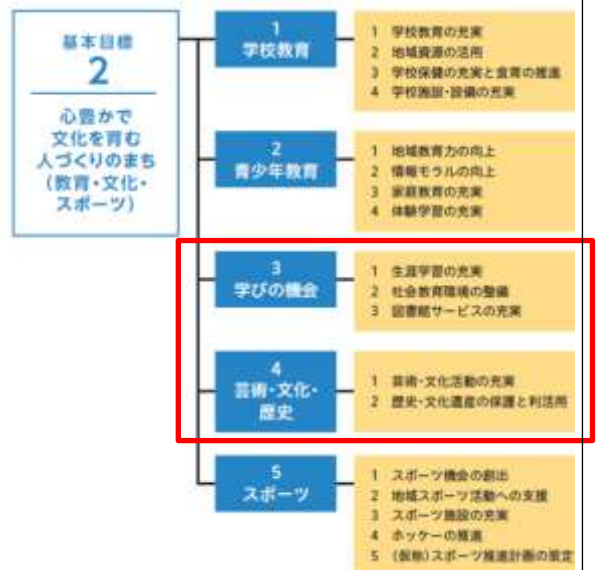 基本目標
2
心豊かで
文化を育む
人づくりのまち
(教育・文化・
スポーツ)
1
学校教育
1 学校教育の充実
2 地域資源の活用
3 学校保健の充実と食育の推進
4 学校施設・設備の充実
2
青少年教育
1 地域教育力の向上
2 情報モラルの向上
3 家庭教育の充実
4 体験学習の充実
3
学びの機会
1 生涯学習の充実
2 社会教育環境の整備
3 図書館サービスの充実
4
芸術・文化・
歴史
1 芸術・文化活動の充実
2 歴史・文化遺産の保護と利活用
5
スポーツ
1 スポーツ機会の創出
2 地域スポーツ活動への支援
3 スポーツ施設の充実
4 ホッケーの推進
5 (仮称)スポーツ推進計画の策定